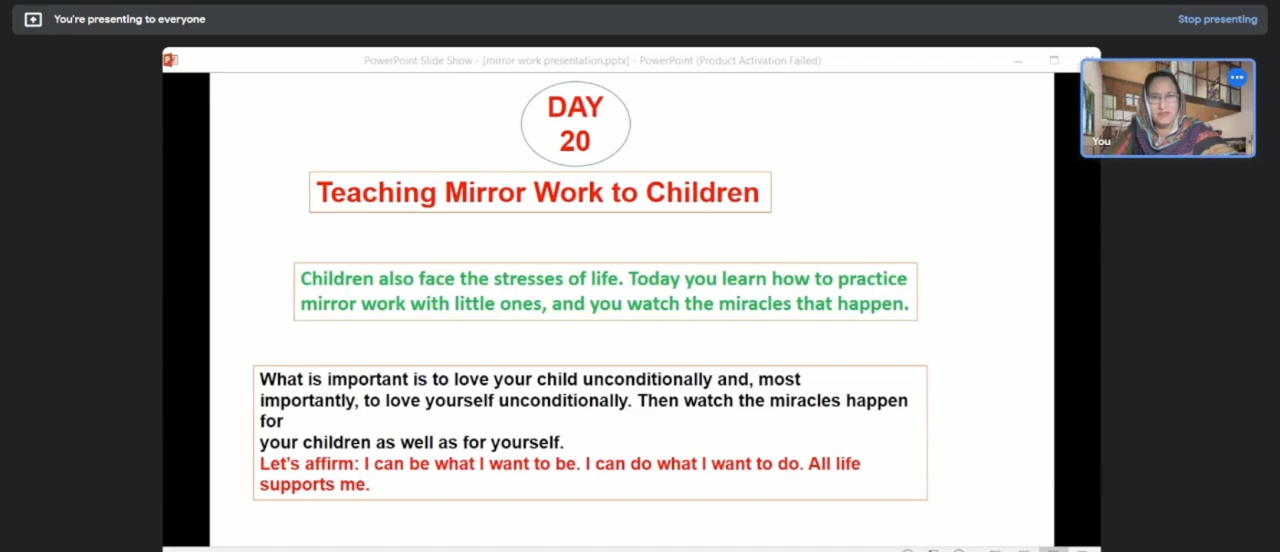 You're presenting to everyone
Stop presenting
PowerPoint Slide Show - [mirror work presentation.pptx] - PowerPoint (Product Activation Failed)
DAY
20
You
Teaching Mirror Work to Children
Children also face the stresses of life. Today you learn how to practice
mirror work with little ones, and you watch the miracles that happen.
What is important is to love your child unconditionally and, most
importantly, to love yourself unconditionally. Then watch the miracles happen
for
your children as well as for yourself.
Let's affirm: I can be what I want to be. I can do what I want to do. All life
supports me.